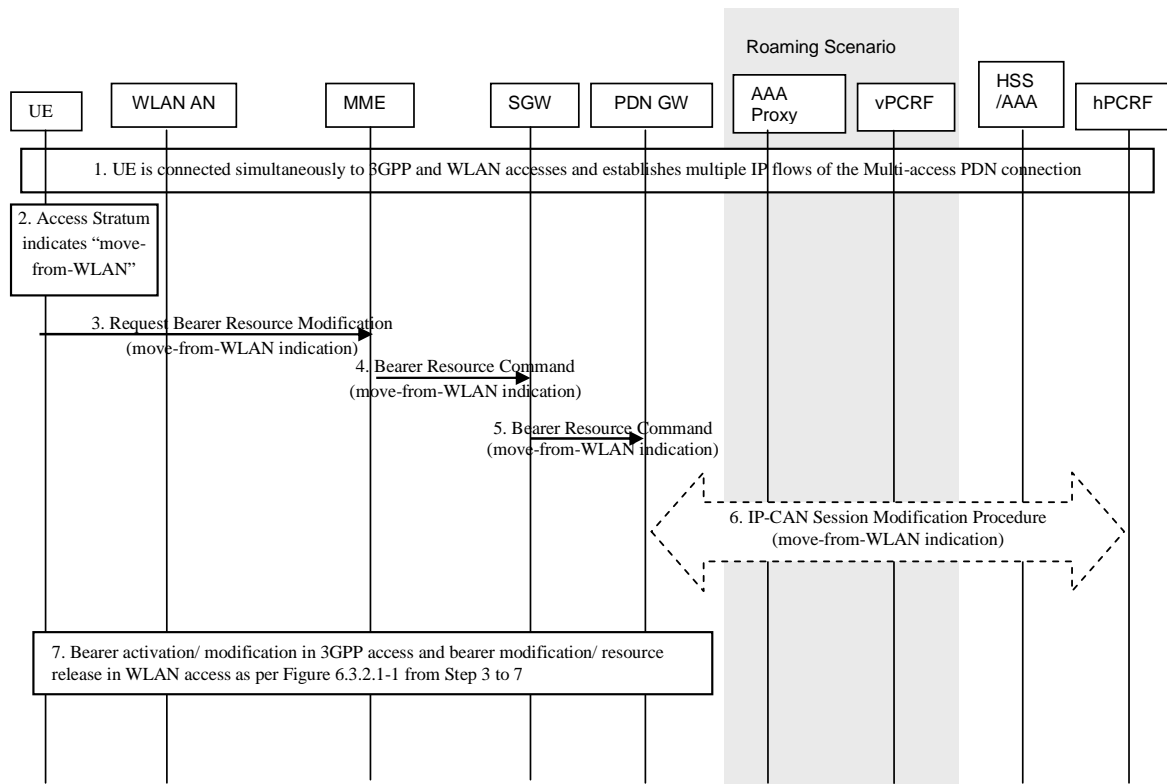 Roaming Scenario
UE
WLAN AN
MME
SGW
PDN GW
AAA
Proxy
vPCRF
HSS
/AAA
hPCRF
1. UE is connected simultaneously to 3GPP and WLAN accesses and establishes multiple IP flows of the Multi-access PDN connection
2. Access Stratum
indicates “move-
from-WLAN”
3. Request Bearer Resource Modification
(move-from-WLAN indication)
4. Bearer Resource Command
(move-from-WLAN indication)
5. Bearer Resource Command
(move-from-WLAN indication)
6. IP-CAN Session Modification Procedure
(move-from-WLAN indication)
7. Bearer activation/ modification in 3GPP access and bearer modification/ resource
release in WLAN access as per Figure 6.3.2.1-1 from Step 3 to 7